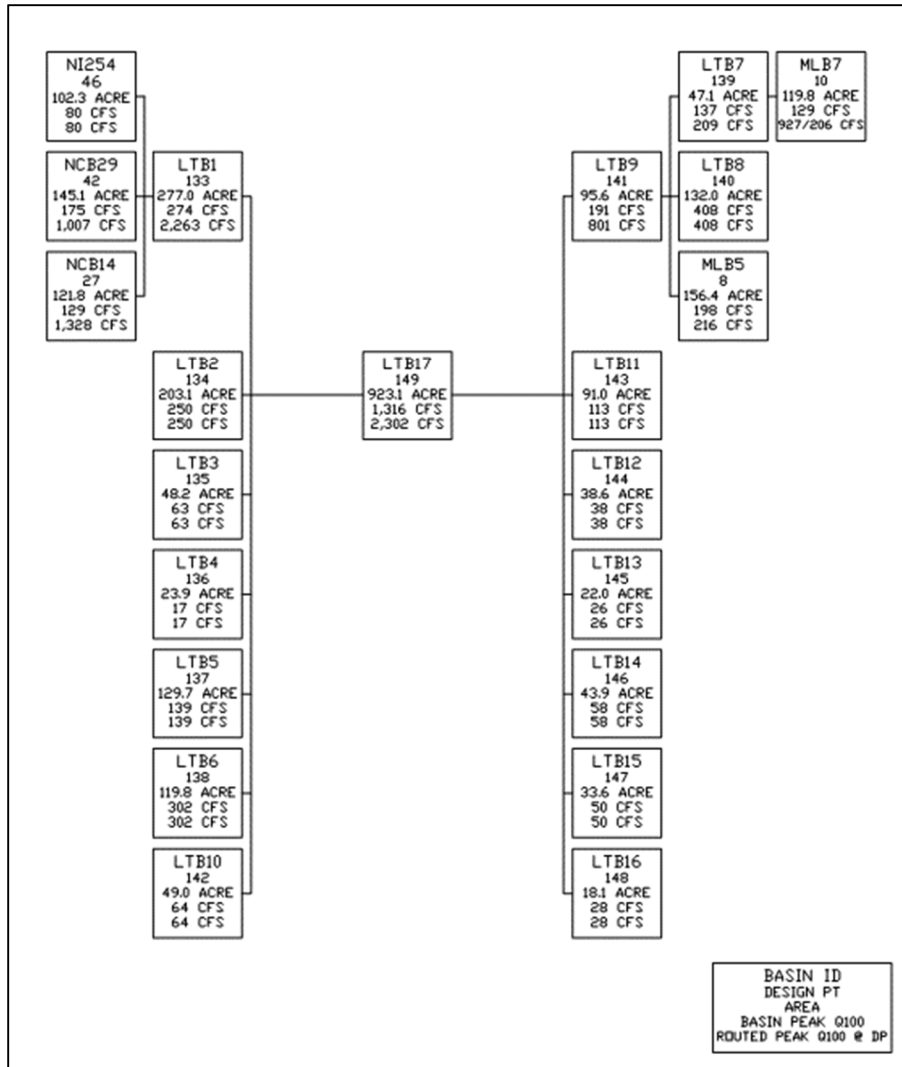 NI254
46
102.3 ACRE
80 CFS
80 CFS
NCB29
42
145.1 ACRE
175 CFS
1,007 CFS
NCB14
27
121.8 ACRE
129 CFS
1,328 CFS
LTB1
133
277.0 ACRE
274 CFS
2,263 CFS
LTB2
134
203.1 ACRE
250 CFS
250 CFS
LTB3
135
48.2 ACRE
63 CFS
63 CFS
LTB4
136
23.9 ACRE
17 CFS
17 CFS
LTB5
137
129.7 ACRE
139 CFS
139 CFS
LTB6
138
119.8 ACRE
302 CFS
302 CFS
LTB10
142
49.0 ACRE
64 CFS
64 CFS
LTB17
149
923.1 ACRE
1,316 CFS
2,302 CFS
LTB9
141
95.6 ACRE
191 CFS
801 CFS
LTB7
139
47.1 ACRE
137 CFS
209 CFS
MLB7
10
119.8 ACRE
129 CFS
927/206 CFS
LTB8
140
132.0 ACRE
408 CFS
408 CFS
MLB5
8
156.4 ACRE
198 CFS
216 CFS
LTB11
143
91.0 ACRE
113 CFS
113 CFS
LTB12
144
38.6 ACRE
38 CFS
38 CFS
LTB13
145
22.0 ACRE
26 CFS
26 CFS
LTB14
146
43.9 ACRE
58 CFS
58 CFS
LTB15
147
33.6 ACRE
50 CFS
50 CFS
LTB16
148
18.1 ACRE
28 CFS
28 CFS
BASIN ID
DESIGN PT
AREA
BASIN PEAK Q100
ROUTED PEAK Q100 @ DP